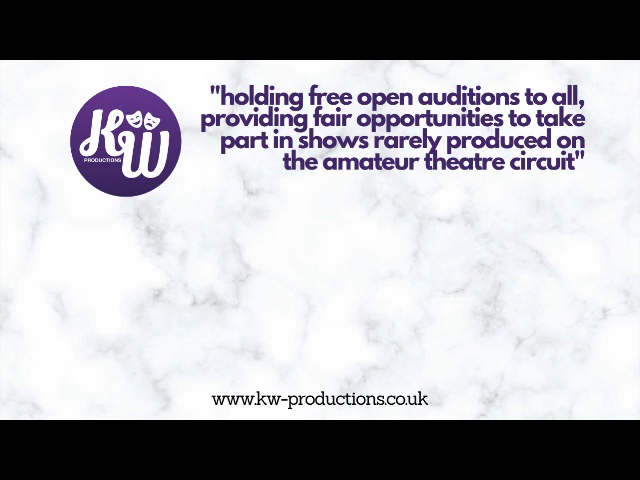 KW
PRODUCTIONS
"holding free open auditions to all,
providing fair opportunities to take
part in shows rarely produced on
the amateur theatre circuit"
www.kw-productions.co.uk